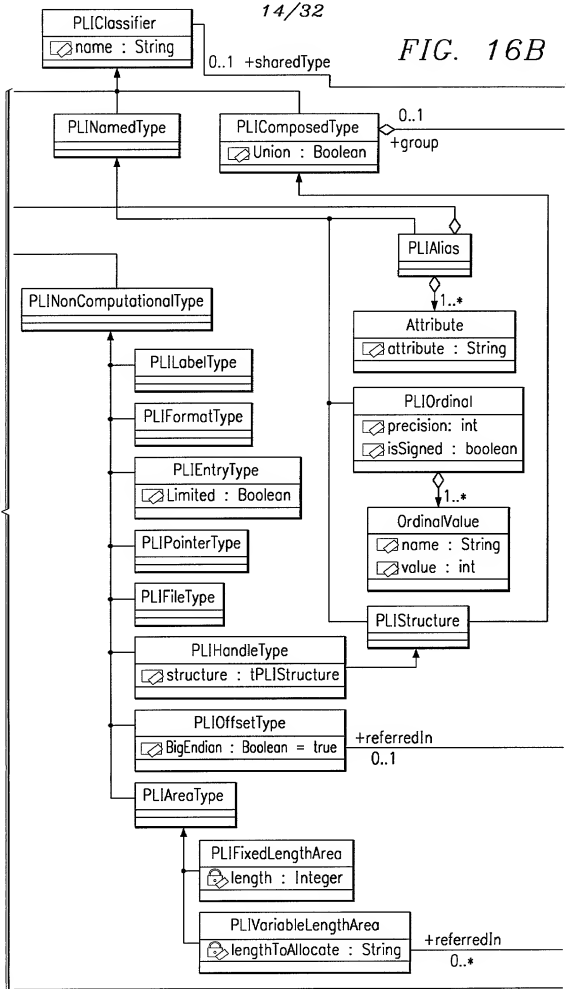 14/32
FIG. 16B
PLIClassifier
name : String
0..1 +sharedType
PLINamedType
PLIComposedType
Union : Boolean
0..1
+group
PLIAlias
1..*
PLINonComputationalType
Attribute
attribute : String
PLILabelType
PLIOrdinal
precision: int
isSigned : boolean
PLIFormatType
PLIEntryType
Limited : Boolean
1..*
OrdinalValue
name : String
value : int
PLIPointerType
PLIFileType
PLIStructure
PLIHandleType
structure : tPLIStructure
PLIOffsetType
BigEndian : Boolean = true
+referredIn
0..1
PLIAreaType
PLIFixedLengthArea
length : Integer
PLIVariableLengthArea
lengthToAllocate : String
+referredIn
0..*